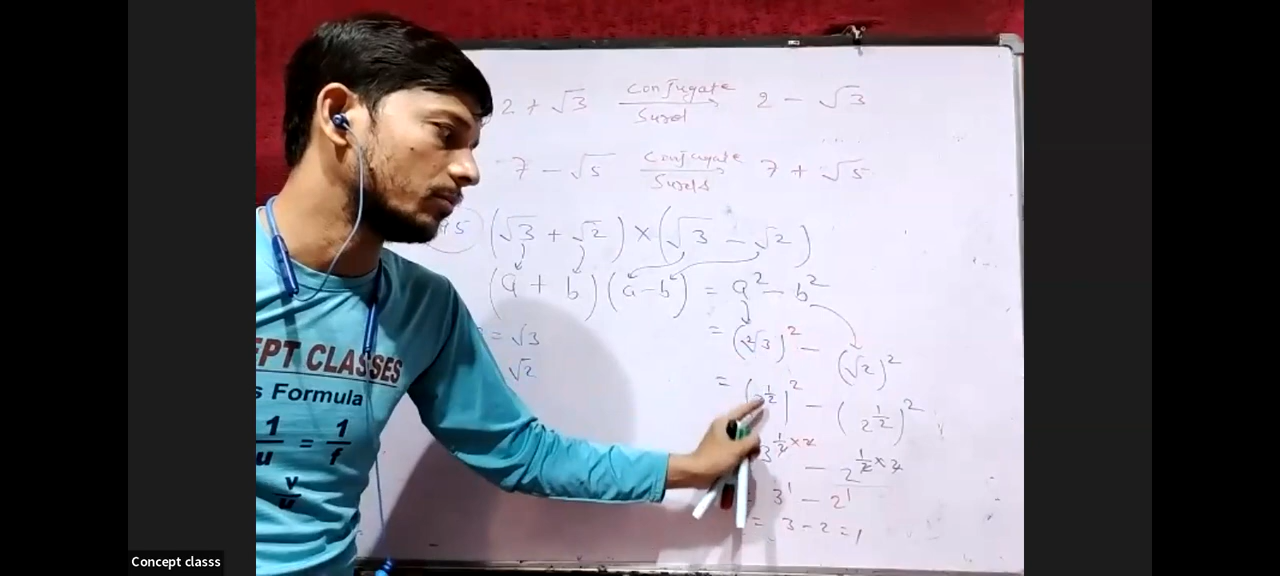 2 + √3 Conjugate Surd 2 - √3
7 - √5 Conjugate Surds 7 + √5
(√3 + √2) × (√3 - √2)
(a + b) (a - b) = a² - b²
= √3
√2
= (²√3)² - (√2)²
= ( ^1/2)² - (2^1/2)²
3^1/2×2 - 2^1/2×2
= 3¹ - 2¹
= 3 - 2 = 1
EPT CLASSES
s Formula
1/u = 1/f
v/u
Concept classs